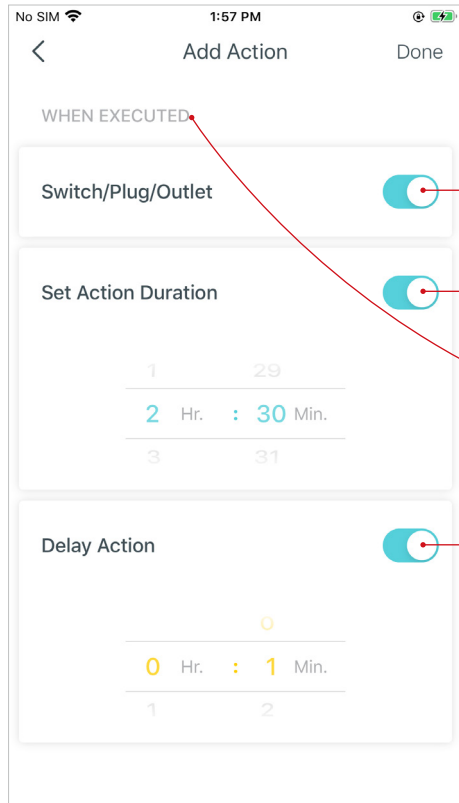 No SIM 1:57 PM
Add Action Done
WHEN EXECUTED
Switch/Plug/Outlet
Set Action Duration
1 29
2 Hr. : 30 Min.
3 31
Delay Action
0
0 Hr. : 1 Min.
1 2